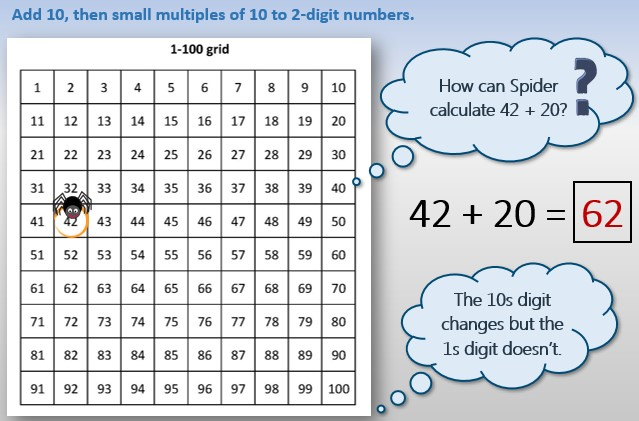 Add 10, then small multiples of 10 to 2-digit numbers.
1-100 grid
1 2 3 4 5 6 7 8 9 10
11 12 13 14 15 16 17 18 19 20
21 22 23 24 25 26 27 28 29 30
31 32 33 34 35 36 37 38 39 40
41 42 43 44 45 46 47 48 49 50
51 52 53 54 55 56 57 58 59 60
61 62 63 64 65 66 67 68 69 70
71 72 73 74 75 76 77 78 79 80
81 82 83 84 85 86 87 88 89 90
91 92 93 94 95 96 97 98 99 100
How can Spider
calculate 42 + 20?
?
42 + 20 = 62
The 10s digit
changes but the
1s digit doesn't.